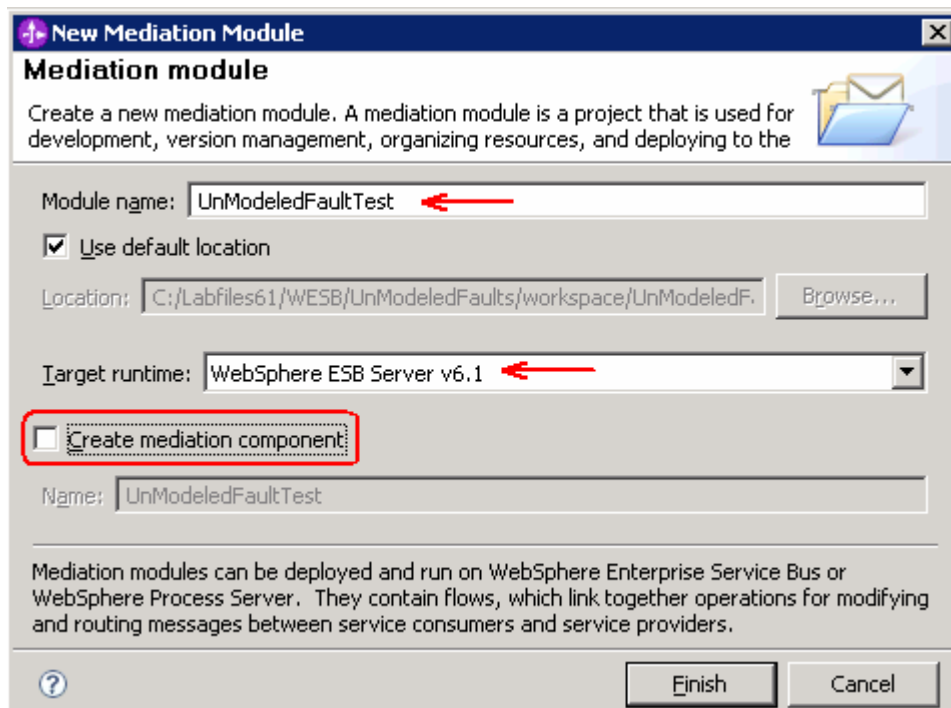 New Mediation Module
Mediation module
Create a new mediation module. A mediation module is a project that is used for
development, version management, organizing resources, and deploying to the
Module name: UnModeledFaultTest
Use default location
Location: C:/Labfiles61/WESB/UnModeledFaults/workspace/UnModeledF. Browse...
Target runtime: WebSphere ESB Server v6.1
Create mediation component
Name: UnModeledFaultTest
Mediation modules can be deployed and run on WebSphere Enterprise Service Bus or
WebSphere Process Server. They contain flows, which link together operations for modifying
and routing messages between service consumers and service providers.
? Finish Cancel